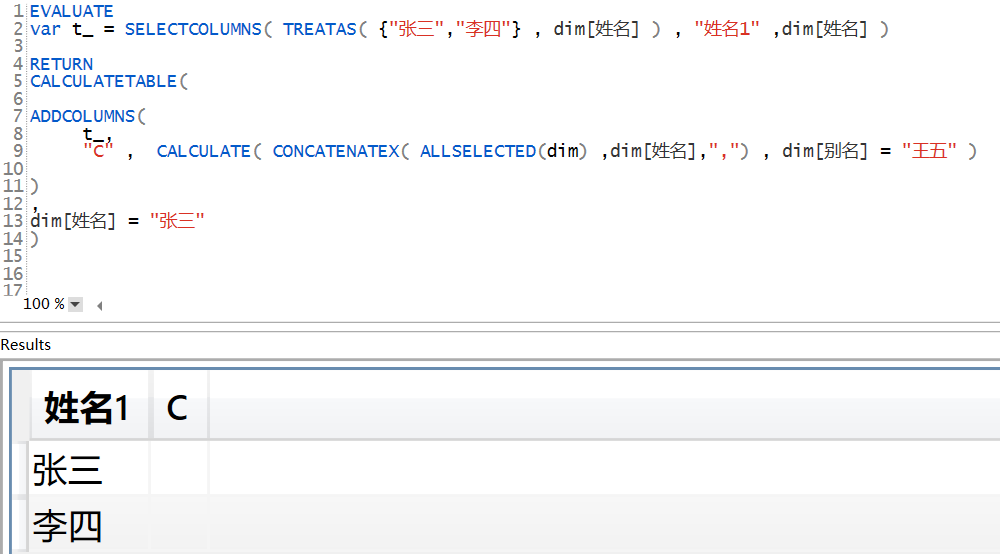 1 EVALUATE
2 var t_ = SELECTCOLUMNS( TREATAS( {"张三","李四"} , dim[姓名] ) , "姓名1" ,dim[姓名] )
3
4 RETURN
5 CALCULATETABLE(
6
7 ADDCOLUMNS(
8 t_,
9 "C" , CALCULATE( CONCATENATEX( ALLSELECTED(dim) ,dim[姓名],",") , dim[别名] = "王五" )
10
11 )
12 ,
13 dim[姓名] = "张三"
14 )
15
16
17
100 %
Results
姓名1 C
张三
李四